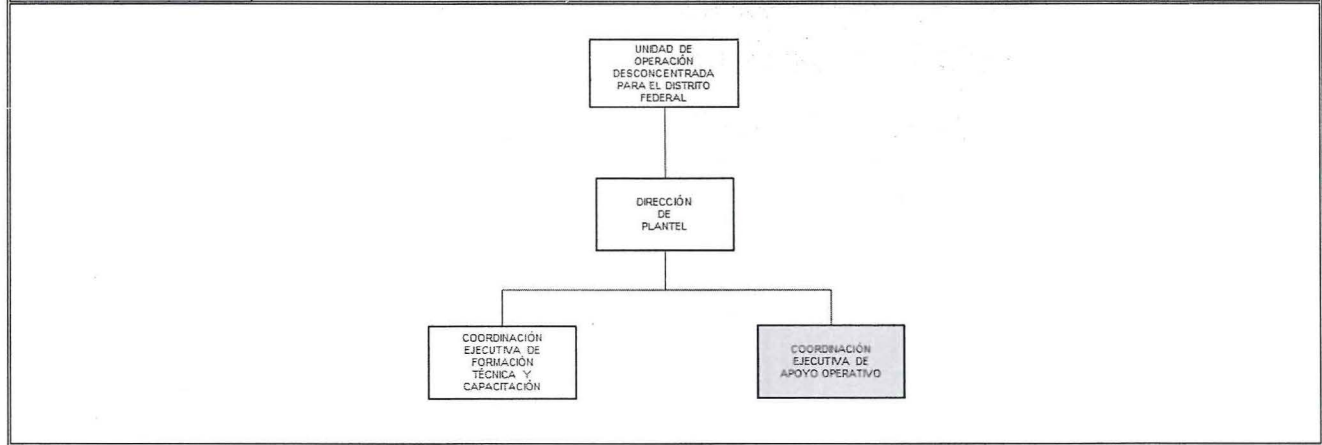 UNIDAD DE
OPERACIÓN
DESCONCENTRADA
PARA EL DISTRITO
FEDERAL
DIRECCIÓN
DE
PLANTEL
COORDINACIÓN
EJECUTIVA DE
FORMACIÓN
TÉCNICA Y
CAPACITACIÓN
COORDINACIÓN
EJECUTIVA DE
APOYO OPERATIVO